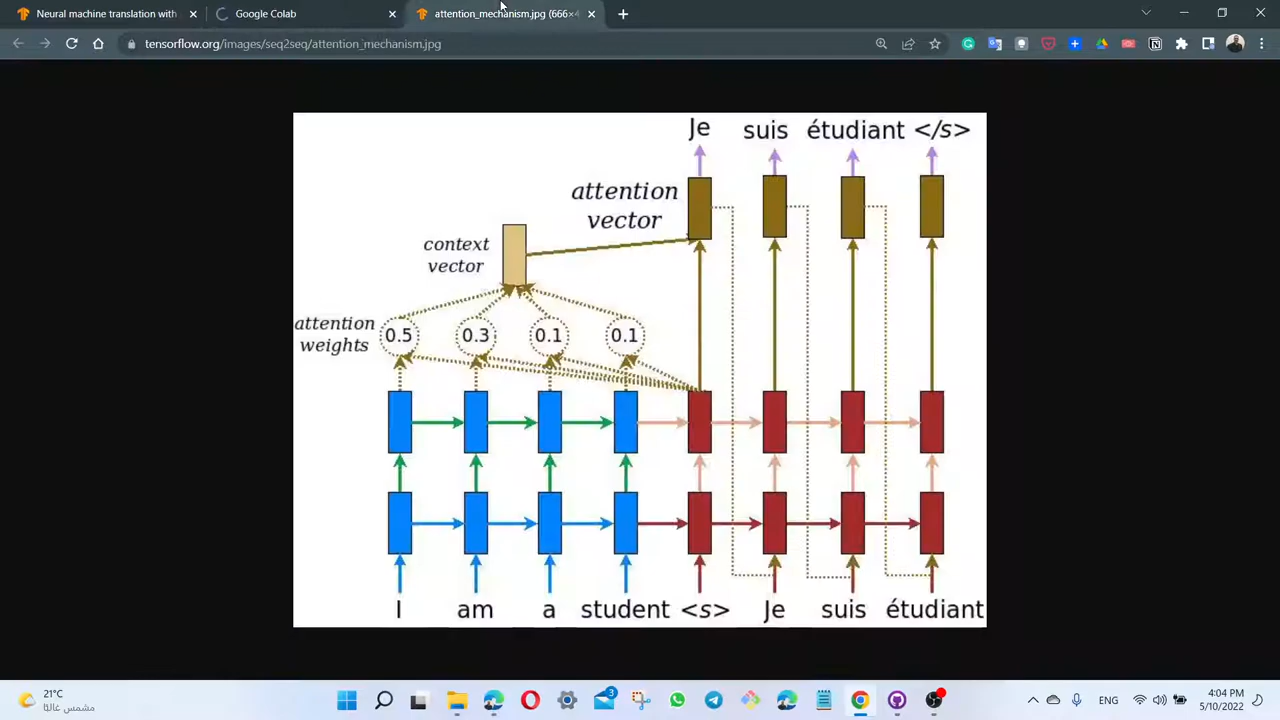 Neural machine translation with
Google Colab
attention_mechanism.jpg (666×4
tensorflow.org/images/seq2seq/attention_mechanism.jpg
Je suis étudiant </s>
attention
vector
context
vector
attention
weights
0.5 0.3 0.1 0.1
I am a student <s> Je suis étudiant
21°C
مشمس غالبًا
3
ENG
4:04 PM
5/10/2022